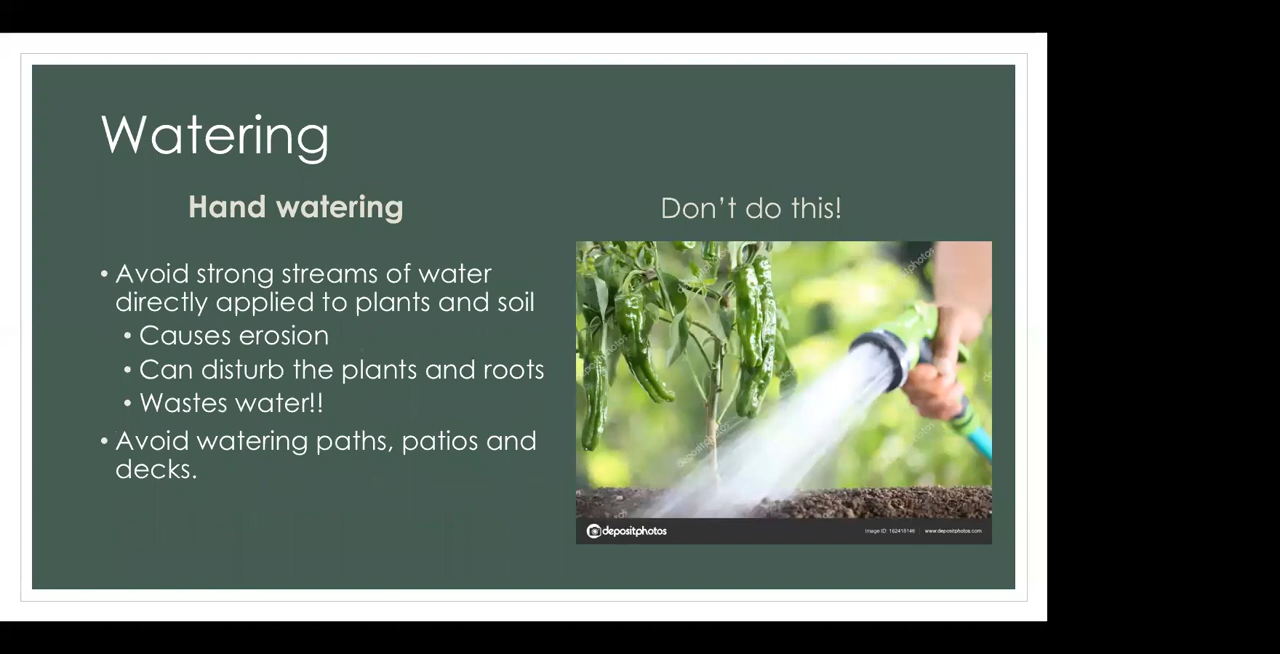 Watering
Hand watering
• Avoid strong streams of water
directly applied to plants and soil
• Causes erosion
• Can disturb the plants and roots
• Wastes water!!
• Avoid watering paths, patios and
decks.
Don't do this!
depositphotos
Image ID 162418146 | www.depositphotos.com